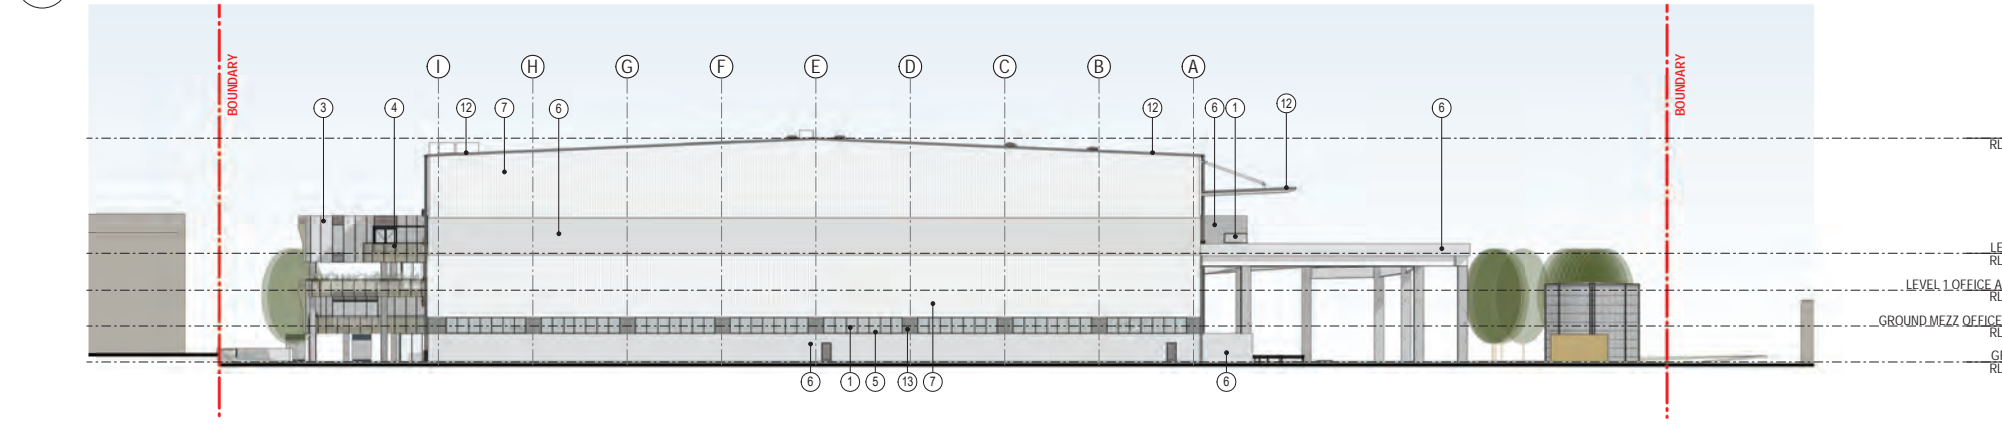 I H G F E D C B A
BOUNDARY
BOUNDARY
3 4 12 7 6 12 6 1 12 6
RL
LE
RL
LEVEL 1 OFFICE A
RL
GROUND MEZZ OFFICE
RL
RL
6 1 5 13 7 6